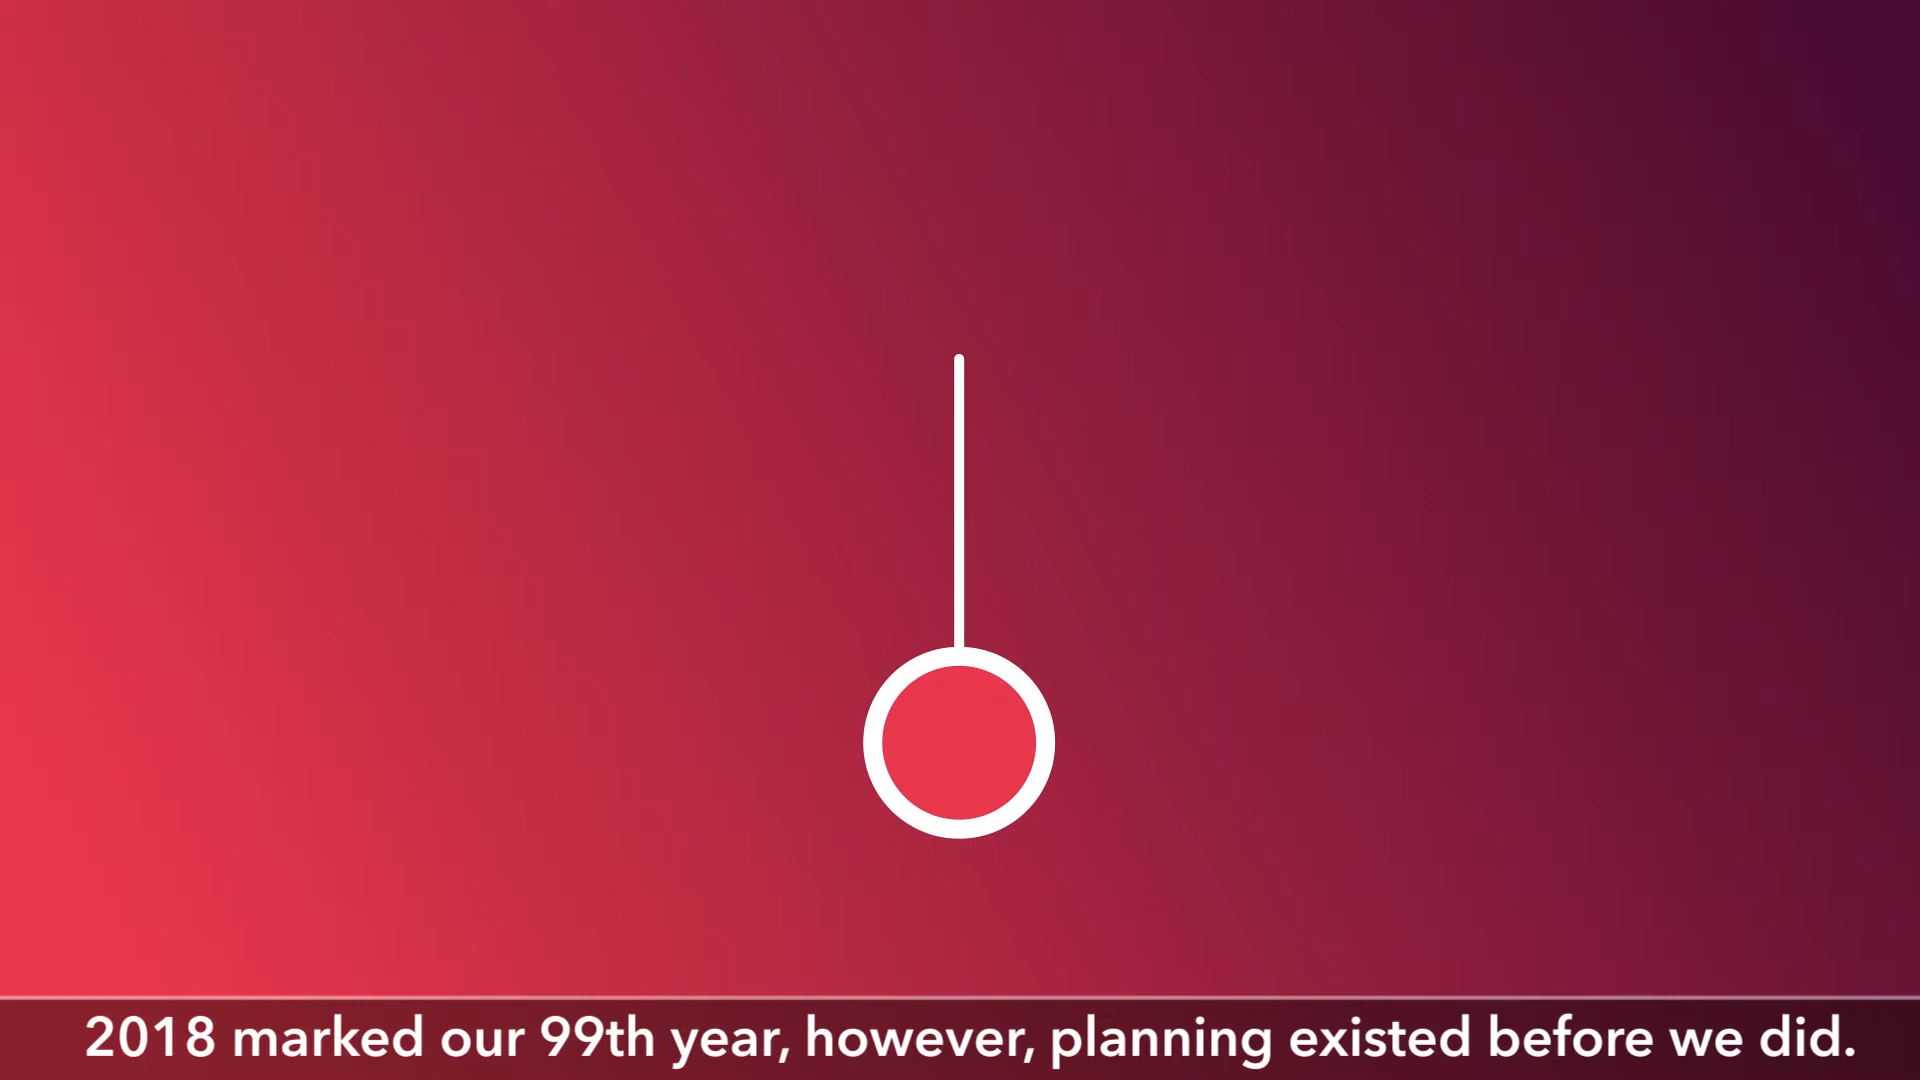 2018 marked our 99th year, however, planning existed before we did.